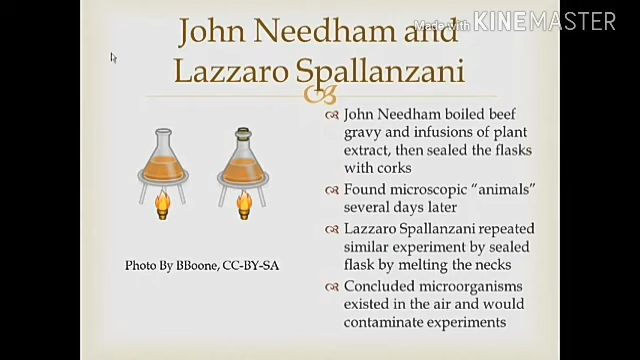 Made with KINEMASTER
John Needham and
Lazzaro Spallanzani
John Needham boiled beef
gravy and infusions of plant
extract, then sealed the flasks
with corks
Found microscopic “animals”
several days later
Lazzaro Spallanzani repeated
similar experiment by sealed
flask by melting the necks
Concluded microorganisms
existed in the air and would
contaminate experiments
Photo By BBoone, CC-BY-SA